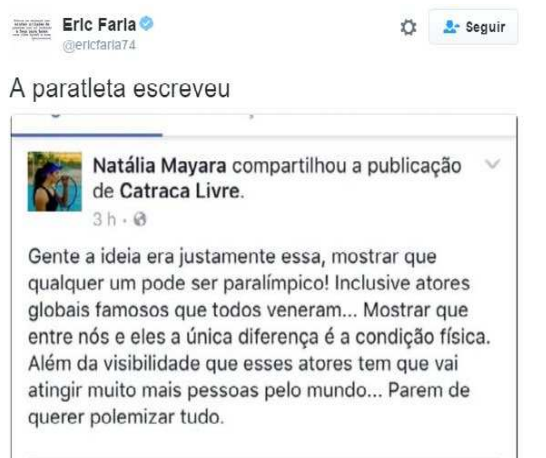 Eric Faria
@ericfaria74
Seguir
A paratleta escreveu
Natália Mayara compartilhou a publicação
de Catraca Livre.
3 h
Gente a ideia era justamente essa, mostrar que
qualquer um pode ser paralímpico! Inclusive atores
globais famosos que todos veneram... Mostrar que
entre nós e eles a única diferença é a condição física.
Além da visibilidade que esses atores tem que vai
atingir muito mais pessoas pelo mundo... Parem de
querer polemizar tudo.